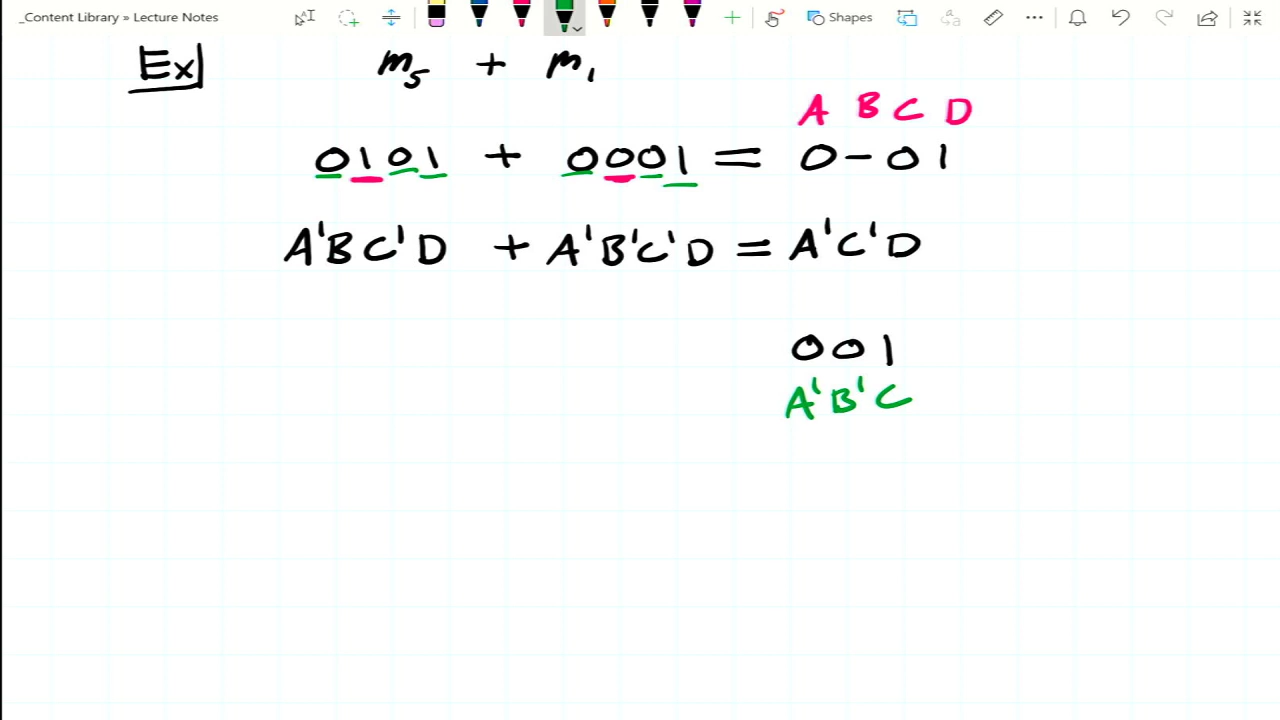 _Content Library » Lecture Notes Shapes
Ex m₅ + m₁
A B C D
0101 + 0001 = 0-01
A'BC'D + A'B'C'D = A'C'D
001
A'B'C